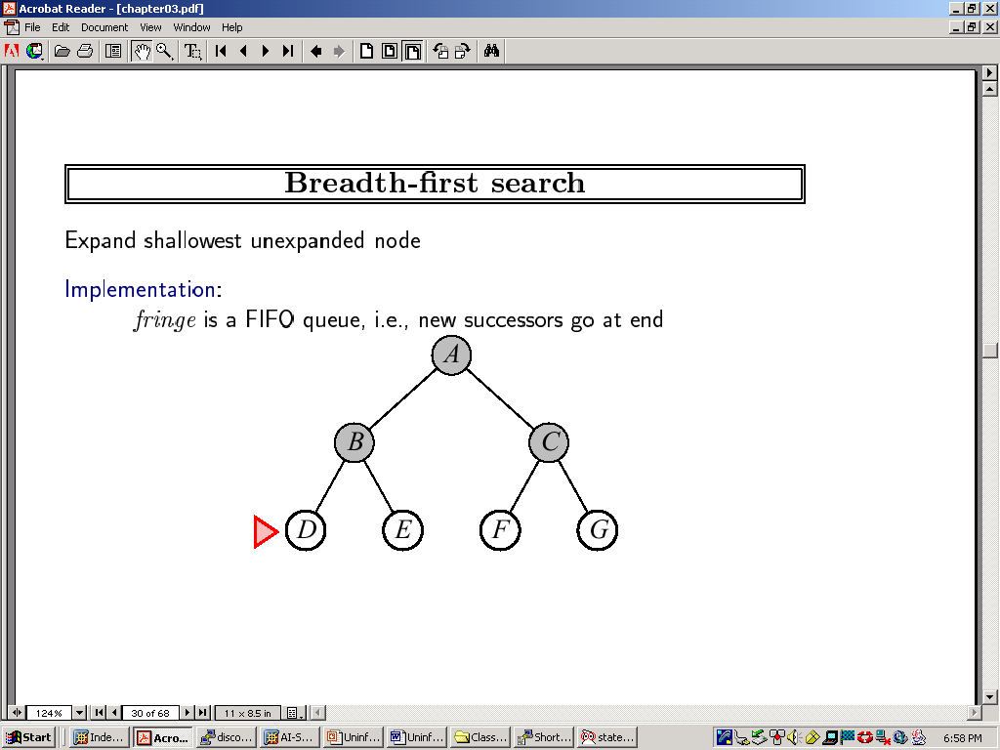 Acrobat Reader - [chapter03.pdf]
File Edit Document View Window Help
Breadth-first search
Expand shallowest unexpanded node
Implementation:
fringe is a FIFO queue, i.e., new successors go at end
A
B C
D E F G
124% 30 of 68 11 x 8.5 in
Start Inde... Acro... disco... AI-S... Uninf... Uninf... Class... Short... state... 6:58 PM